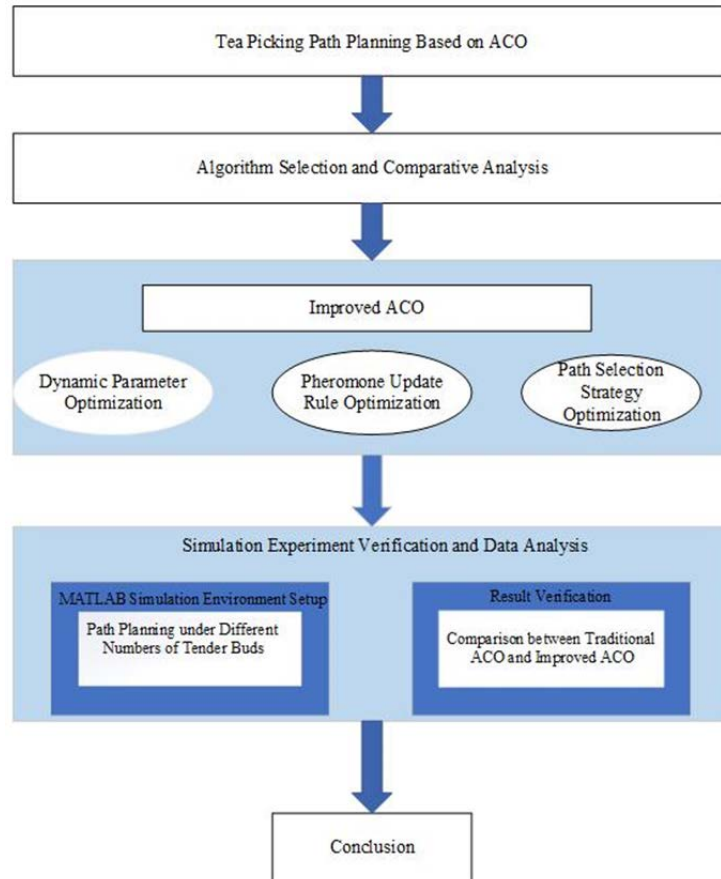 Tea Picking Path Planning Based on ACO
Algorithm Selection and Comparative Analysis
Improved ACO
Dynamic Parameter
Optimization
Pheromone Update
Rule Optimization
Path Selection
Strategy
Optimization
Simulation Experiment Verification and Data Analysis
MATLAB Simulation Environment Setup
Path Planning under Different
Numbers of Tender Buds
Result Verification
Comparison between Traditional
ACO and Improved ACO
Conclusion